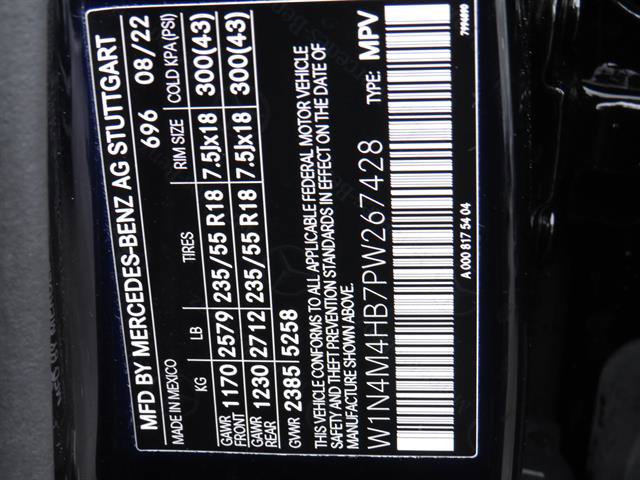 MFD BY MERCEDES-BENZ AG STUTTGART
MADE IN MEXICO 696 08/22
KG LB TIRES RIM SIZE COLD KPA(PSI)
GAWR FRONT 1170 2579 235/55 R18 7.5Jx18 300(43)
GAWR REAR 1230 2712 235/55 R18 7.5Jx18 300(43)
GVWR 2385 5258
THIS VEHICLE CONFORMS TO ALL APPLICABLE FEDERAL MOTOR VEHICLE
SAFETY AND THEFT PREVENTION STANDARDS IN EFFECT ON THE DATE OF
MANUFACTURE SHOWN ABOVE.
W1N4M4HB7PW267428 TYPE: MPV
A 000 817 54 04